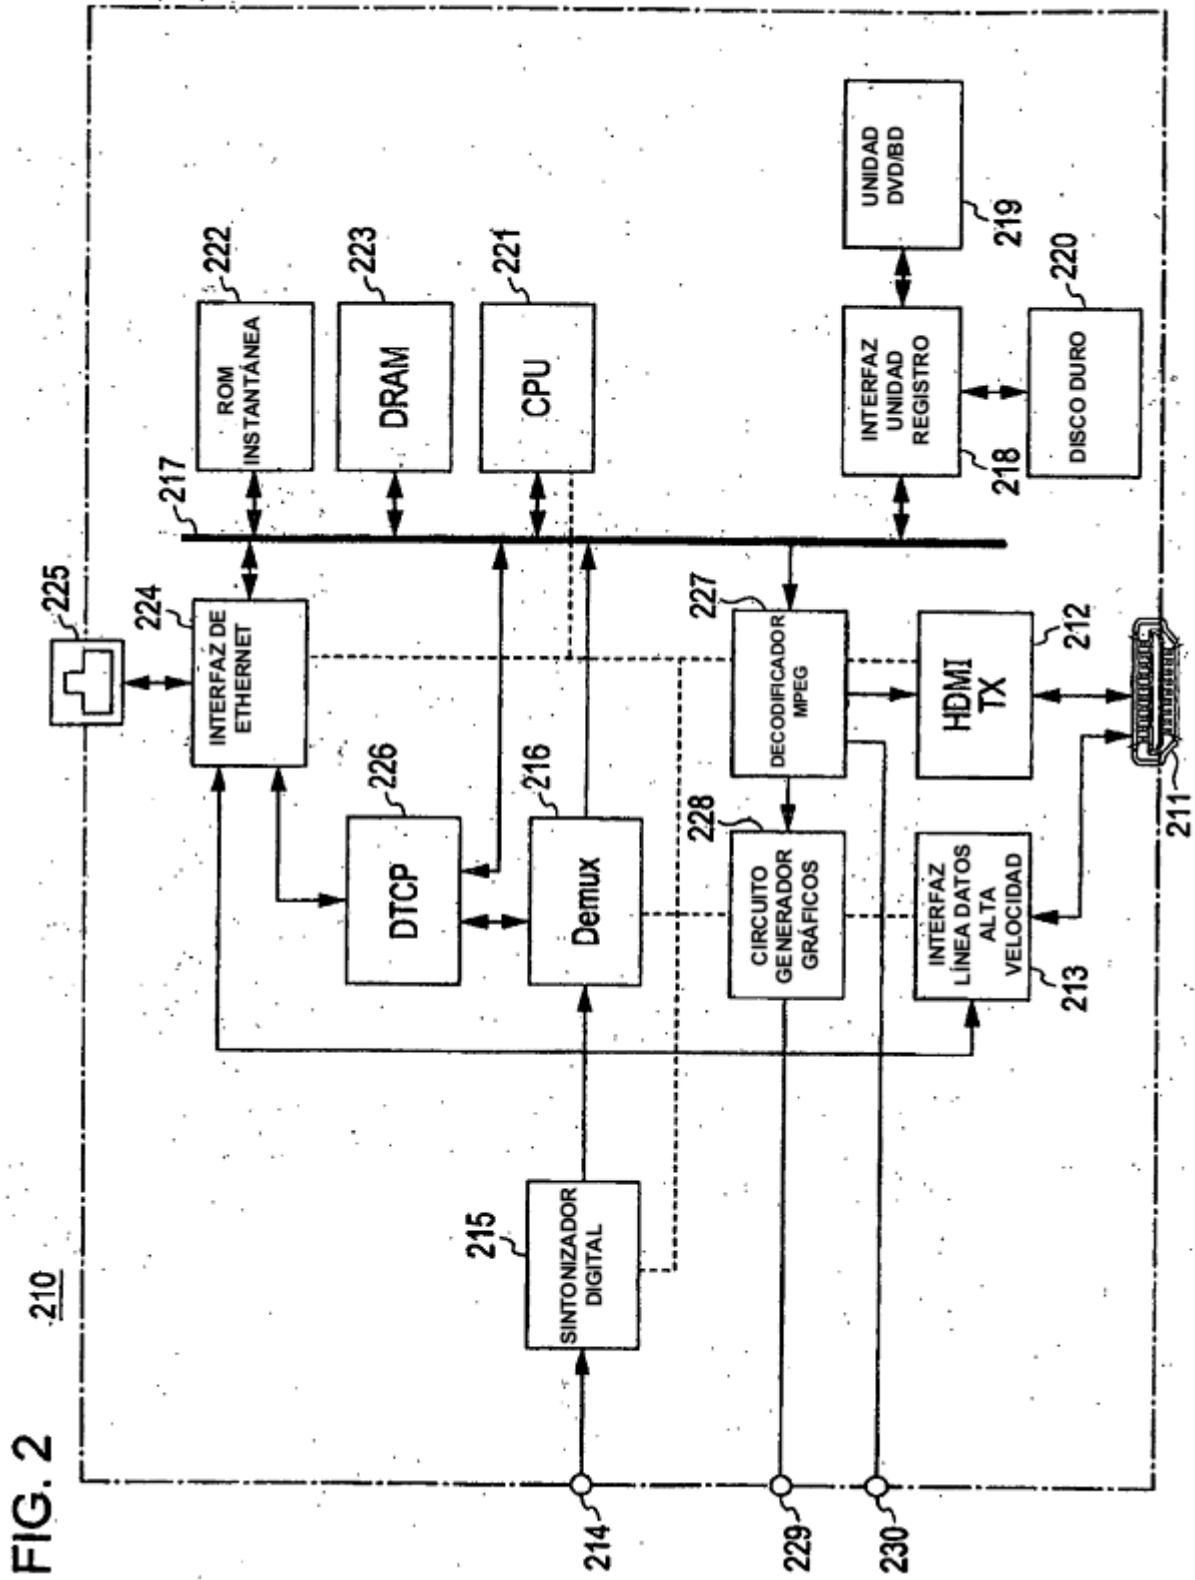 FIG. 2
210
225
224
INTERFAZ DE
ETHERNET
217
222
ROM
INSTANTÁNEA
223
DRAM
221
CPU
226
DTCP
216
Demux
215
SINTONIZADOR
DIGITAL
214
227
DECODIFICADOR
MPEG
228
CIRCUITO
GENERADOR
GRÁFICOS
229
230
212
HDMI
TX
INTERFAZ
LÍNEA DATOS
ALTA
VELOCIDAD
213
211
INTERFAZ
UNIDAD
REGISTRO
218
UNIDAD
DVD/BD
219
220
DISCO DURO